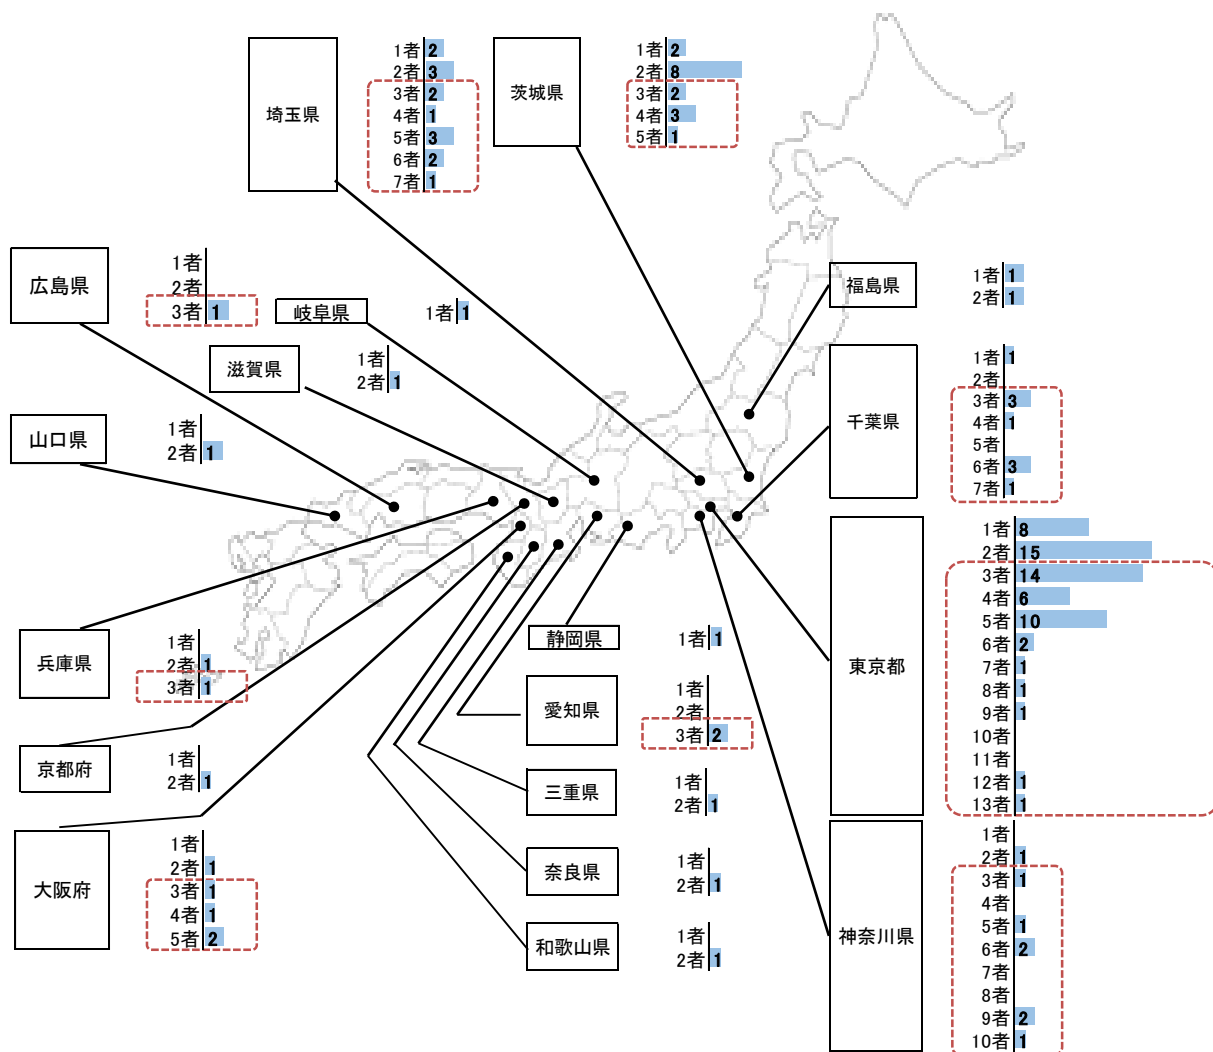 埼玉県
1者 2
2者 3
3者 2
4者 1
5者 3
6者 2
7者 1
茨城県
1者 2
2者 8
3者 2
4者 3
5者 1
広島県
1者
2者
3者 1
岐阜県
1者 1
滋賀県
1者
2者 1
山口県
1者
2者 1
福島県
1者 1
2者 1
千葉県
1者 1
2者
3者 3
4者 1
5者
6者 3
7者 1
東京都
1者 8
2者 15
3者 14
4者 6
5者 10
6者 2
7者 1
8者 1
9者 1
10者
11者
12者 1
13者 1
兵庫県
1者
2者 1
3者 1
京都府
1者
2者 1
大阪府
1者
2者 1
3者 1
4者 1
5者 2
静岡県
1者 1
愛知県
1者
2者
3者 2
三重県
1者
2者 1
奈良県
1者
2者 1
和歌山県
1者
2者 1
神奈川県
1者
2者 1
3者 1
4者
5者 1
6者 2
7者
8者
9者 2
10者 1